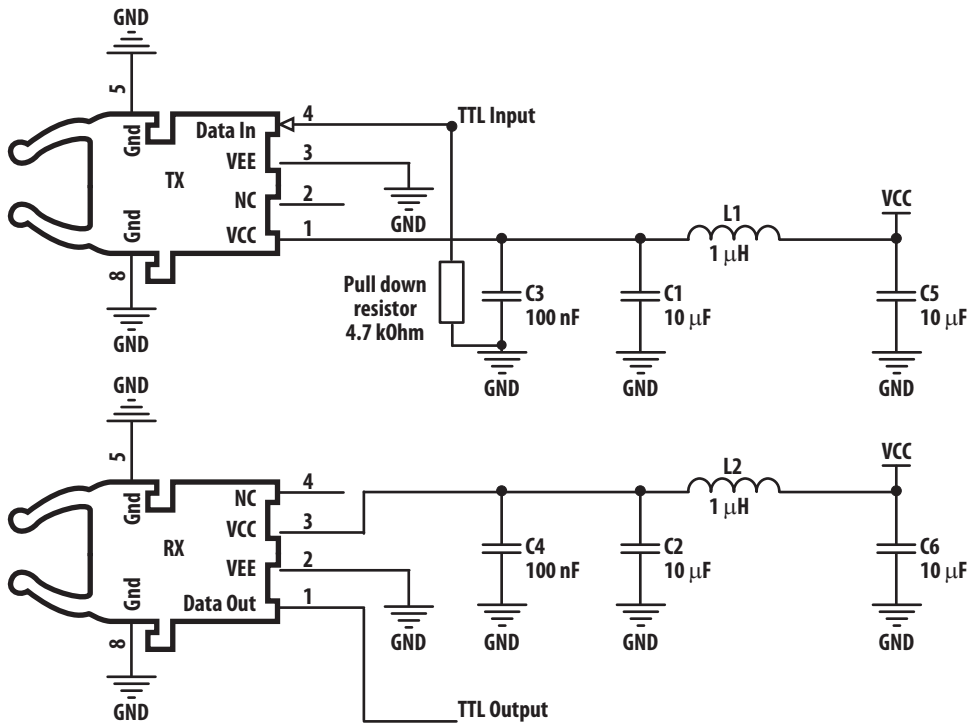 GND
5
Gnd
Data In
4
TTL Input
VEE
3
TX
NC
2
GND
VCC
1
Gnd
8
GND
L1
1 μH
VCC
Pull down
resistor
4.7 kOhm
C3
100 nF
GND
C1
10 μF
GND
C5
10 μF
GND
GND
5
Gnd
NC
4
VCC
3
RX
VEE
2
GND
Data Out
1
Gnd
8
GND
L2
1 μH
VCC
C4
100 nF
GND
C2
10 μF
GND
C6
10 μF
GND
TTL Output